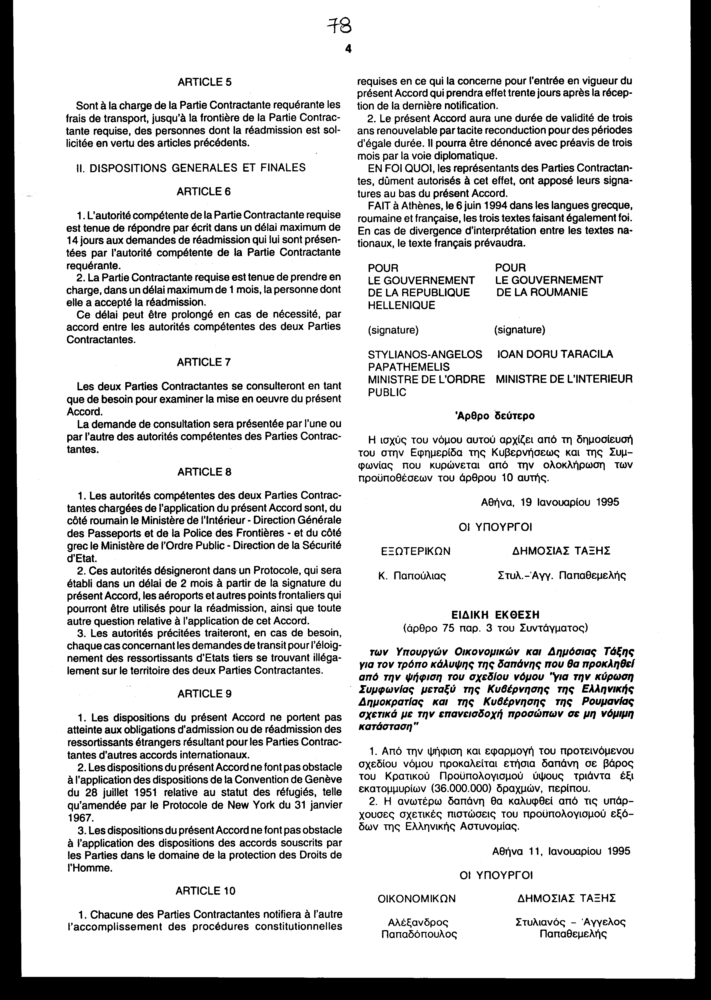 78
4
ARTICLE 5
Sont à la charge de la Partie Contractante requérante les
frais de transport, jusqu'à la frontière de la Partie Contrac-
tante requise, des personnes dont la réadmission est sol-
licitée en vertu des articles précédents.
II. DISPOSITIONS GENERALES ET FINALES
ARTICLE 6
1. L'autorité compétente de la Partie Contractante requise
est tenue de répondre par écrit dans un délai maximum de
14 jours aux demandes de réadmission qui lui sont présen-
tées par l'autorité compétente de la Partie Contractante
requérante.
2. La Partie Contractante requise est tenue de prendre en
charge, dans un délai maximum de 1 mois, la personne dont
elle a accepté la réadmission.
Ce délai peut être prolongé en cas de nécessité, par
accord entre les autorités compétentes des deux Parties
Contractantes.
ARTICLE 7
Les deux Parties Contractantes se consulteront en tant
que de besoin pour examiner la mise en oeuvre du présent
Accord.
La demande de consultation sera présentée par l'une ou
par l'autre des autorités compétentes des Parties Contrac-
tantes.
ARTICLE 8
1. Les autorités compétentes des deux Parties Contrac-
tantes chargées de l'application du présent Accord sont, du
côté roumain le Ministère de l'Intérieur - Direction Générale
des Passeports et de la Police des Frontières - et du côté
grec le Ministère de l'Ordre Public - Direction de la Sécurité
d'Etat.
2. Ces autorités désigneront dans un Protocole, qui sera
établi dans un délai de 2 mois à partir de la signature du
présent Accord, les aéroports et autres points frontaliers qui
pourront être utilisés pour la réadmission, ainsi que toute
autre question relative à l'application de cet Accord.
3. Les autorités précitées traiteront, en cas de besoin,
chaque cas concernant les demandes de transit pour l'éloig-
nement des ressortissants d'Etats tiers se trouvant illéga-
lement sur le territoire des deux Parties Contractantes.
ARTICLE 9
1. Les dispositions du présent Accord ne portent pas
atteinte aux obligations d'admission ou de réadmission des
ressortissants étrangers résultant pour les Parties Contrac-
tantes d'autres accords internationaux.
2. Les dispositions du présent Accord ne font pas obstacle
à l'application des dispositions de la Convention de Genève
du 28 juillet 1951 relative au statut des réfugiés, telle
qu'amendée par le Protocole de New York du 31 janvier
1967.
3. Les dispositions du présent Accord ne font pas obstacle
à l'application des dispositions des accords souscrits par
les Parties dans le domaine de la protection des Droits de
l'Homme.
ARTICLE 10
1. Chacune des Parties Contractantes notifiera à l'autre
l'accomplissement des procédures constitutionnelles
requises en ce qui la concerne pour l'entrée en vigueur du
présent Accord qui prendra effet trente jours après la récep-
tion de la dernière notification.
2. Le présent Accord aura une durée de validité de trois
ans renouvelable par tacite reconduction pour des périodes
d'égale durée. Il pourra être dénoncé avec préavis de trois
mois par la voie diplomatique.
EN FOI QUOI, les représentants des Parties Contractan-
tes, dûment autorisés à cet effet, ont apposé leurs signa-
tures au bas du présent Accord.
FAIT à Athènes, le 6 juin 1994 dans les langues grecque,
roumaine et française, les trois textes faisant également foi.
En cas de divergence d'interprétation entre les textes na-
tionaux, le texte français prévaudra.
POUR POUR
LE GOUVERNEMENT LE GOUVERNEMENT
DE LA REPUBLIQUE DE LA ROUMANIE
HELLENIQUE
(signature) (signature)
STYLIANOS-ANGELOS IOAN DORU TARACILA
PAPATHEMELIS
MINISTRE DE L'ORDRE MINISTRE DE L'INTERIEUR
PUBLIC
Άρθρο δεύτερο
Η ισχύς του νόμου αυτού αρχίζει από τη δημοσίευσή
του στην Εφημερίδα της Κυβερνήσεως και της Συμ-
φωνίας που κυρώνεται από την ολοκλήρωση των
προϋποθέσεων του άρθρου 10 αυτής.
Αθήνα, 19 Ιανουαρίου 1995
ΟΙ ΥΠΟΥΡΓΟΙ
ΕΞΩΤΕΡΙΚΩΝ ΔΗΜΟΣΙΑΣ ΤΑΞΗΣ
Κ. Παπούλιας Στυλ.-Άγγ. Παπαθεμελής
ΕΙΔΙΚΗ ΕΚΘΕΣΗ
(άρθρο 75 παρ. 3 του Συντάγματος)
των Υπουργών Οικονομικών και Δημόσιας Τάξης
για τον τρόπο κάλυψης της δαπάνης που θα προκληθεί
από την ψήφιση του σχεδίου νόμου "για την κύρωση
Συμφωνίας μεταξύ της Κυβέρνησης της Ελληνικής
Δημοκρατίας και της Κυβέρνησης της Ρουμανίας
σχετικά με την επανεισδοχή προσώπων σε μη νόμιμη
κατάσταση"
1. Από την ψήφιση και εφαρμογή του προτεινόμενου
σχεδίου νόμου προκαλείται ετήσια δαπάνη σε βάρος
του Κρατικού Προϋπολογισμού ύψους τριάντα έξι
εκατομμυρίων (36.000.000) δραχμών, περίπου.
2. Η ανωτέρω δαπάνη θα καλυφθεί από τις υπάρ-
χουσες σχετικές πιστώσεις του προϋπολογισμού εξό-
δων της Ελληνικής Αστυνομίας.
Αθήνα 11, Ιανουαρίου 1995
ΟΙ ΥΠΟΥΡΓΟΙ
ΟΙΚΟΝΟΜΙΚΩΝ ΔΗΜΟΣΙΑΣ ΤΑΞΗΣ
Αλέξανδρος Στυλιανός - Άγγελος
Παπαδόπουλος Παπαθεμελής